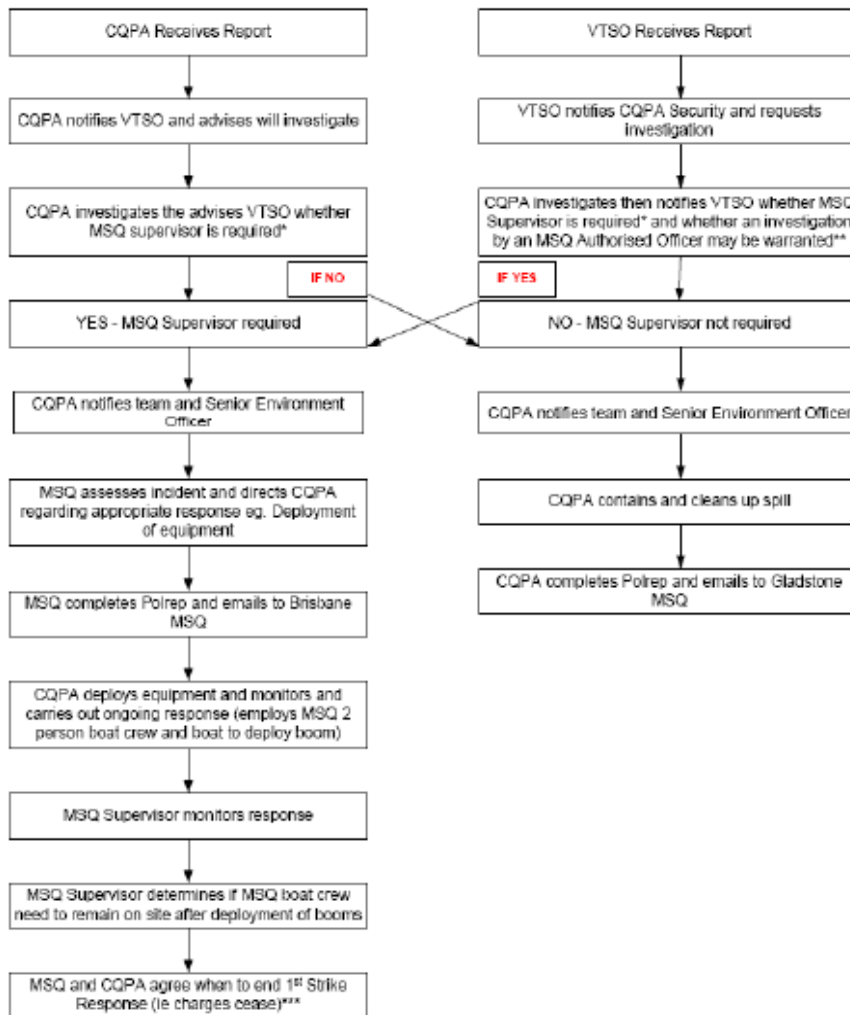 CQPA Receives Report
CQPA notifies VTSO and advises will investigate
CQPA investigates the advises VTSO whether
MSQ supervisor is required*
IF NO
YES - MSQ Supervisor required
CQPA notifies team and Senior Environment
Officer
MSQ assesses incident and directs CQPA
regarding appropriate response eg. Deployment
of equipment
MSQ completes Polrep and emails to Brisbane
MSQ
CQPA deploys equipment and monitors and
carries out ongoing response (employs MSQ 2
person boat crew and boat to deploy boom)
MSQ Supervisor monitors response
MSQ Supervisor determines if MSQ boat crew
need to remain on site after deployment of booms
MSQ and CQPA agree when to end 1st Strike
Response (ie charges cease)***
VTSO Receives Report
VTSO notifies CQPA Security and requests
investigation
CQPA investigates then notifies VTSO whether MSQ
Supervisor is required* and whether an investigation
by an MSQ Authorised Officer may be warranted**
IF YES
NO - MSQ Supervisor not required
CQPA notifies team and Senior Environment Officer
CQPA contains and cleans up spill
CQPA completes Polrep and emails to Gladstone
MSQ